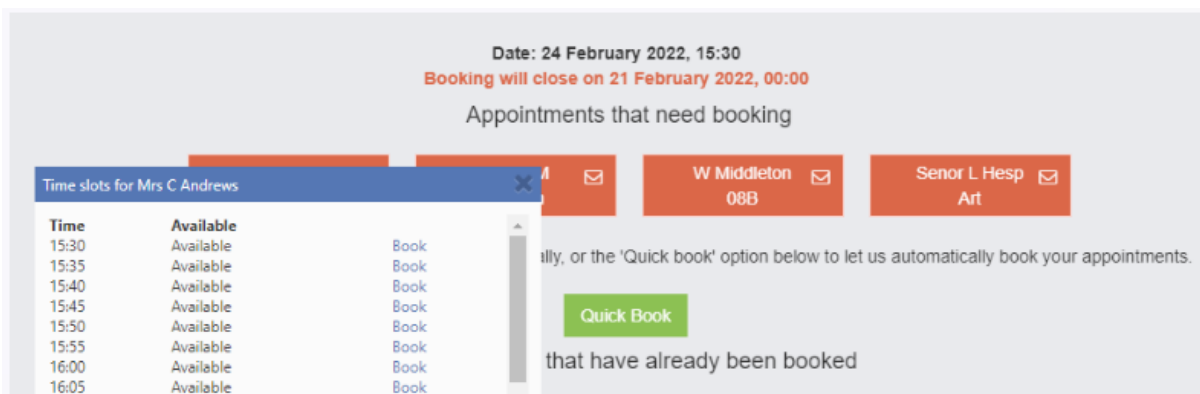 Date: 24 February 2022, 15:30
Booking will close on 21 February 2022, 00:00
Appointments that need booking
W Middleton
08B
Senor L Hesp
Art
Time slots for Mrs C Andrews
Time Available
15:30 Available Book
15:35 Available Book
15:40 Available Book
15:45 Available Book
15:50 Available Book
15:55 Available Book
16:00 Available Book
16:05 Available Book
or the 'Quick book' option below to let us automatically book your appointments.
Quick Book
that have already been booked